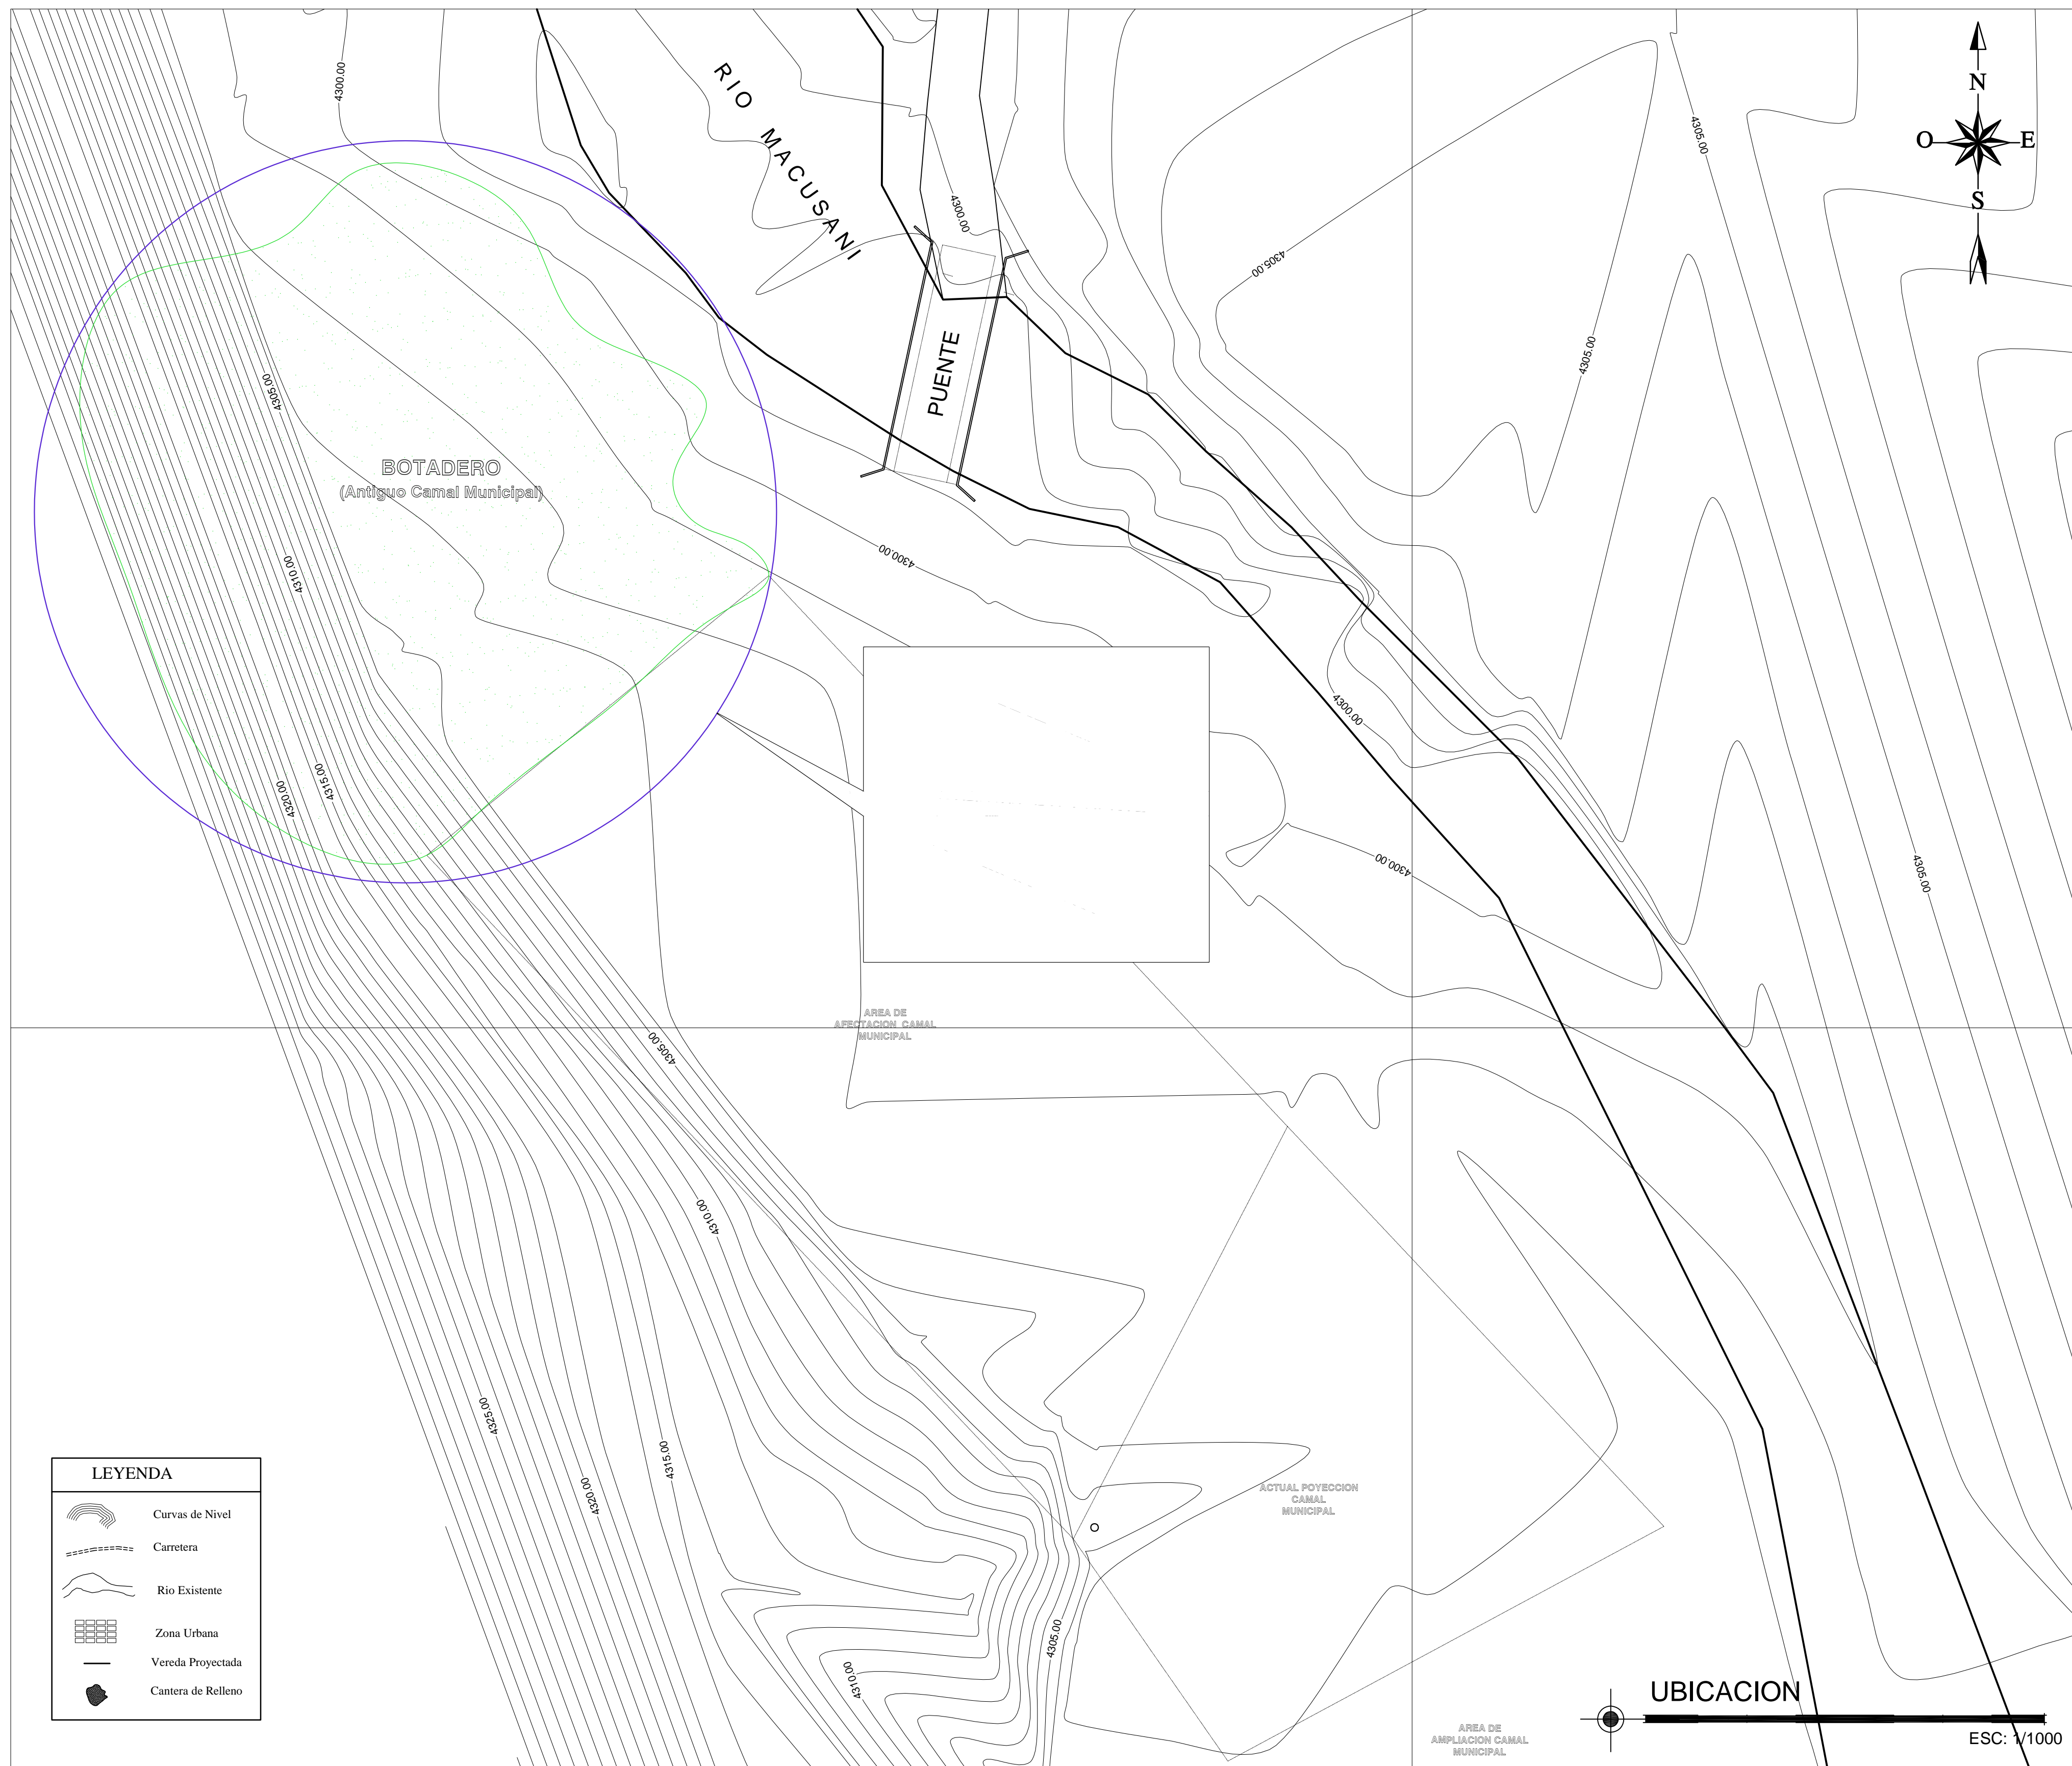 4300.00
RIO MACUSANI
4300.00
4305.00
N
O
E
S
4305.00
4305.00
PUENTE
4305.00
BOTADERO
(Antiguo Camal Municipal)
4300.00
4310.00
4300.00
4315.00
4320.00
4300.00
4305.00
AREA DE
AFECTACION CAMAL
MUNICIPAL
4305.00
4310.00
4325.00
4315.00
4320.00
ACTUAL POYECCION
CAMAL
MUNICIPAL
4305.00
4310.00
LEYENDA
Curvas de Nivel
Carretera
Rio Existente
Zona Urbana
Vereda Proyectada
Cantera de Relleno
AREA DE
AMPLIACION CAMAL
MUNICIPAL
UBICACION
ESC: 1/1000